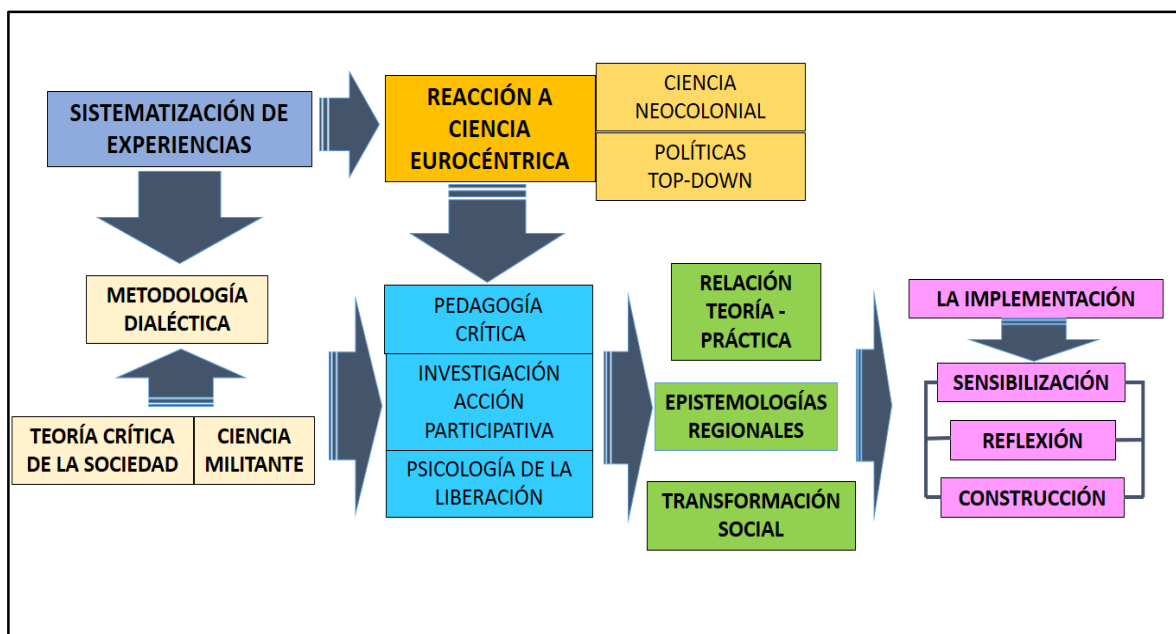 SISTEMATIZACIÓN DE
EXPERIENCIAS
REACCIÓN A
CIENCIA
EUROCÉNTRICA
CIENCIA
NEOCOLONIAL
POLÍTICAS
TOP-DOWN
METODOLOGÍA
DIALÉCTICA
TEORÍA CRÍTICA
DE LA SOCIEDAD
CIENCIA
MILITANTE
PEDAGOGÍA
CRÍTICA
INVESTIGACIÓN
ACCIÓN
PARTICIPATIVA
PSICOLOGÍA DE LA
LIBERACIÓN
RELACIÓN
TEORÍA -
PRÁCTICA
EPISTEMOLOGÍAS
REGIONALES
TRANSFORMACIÓN
SOCIAL
LA IMPLEMENTACIÓN
SENSIBILIZACIÓN
REFLEXIÓN
CONSTRUCCIÓN